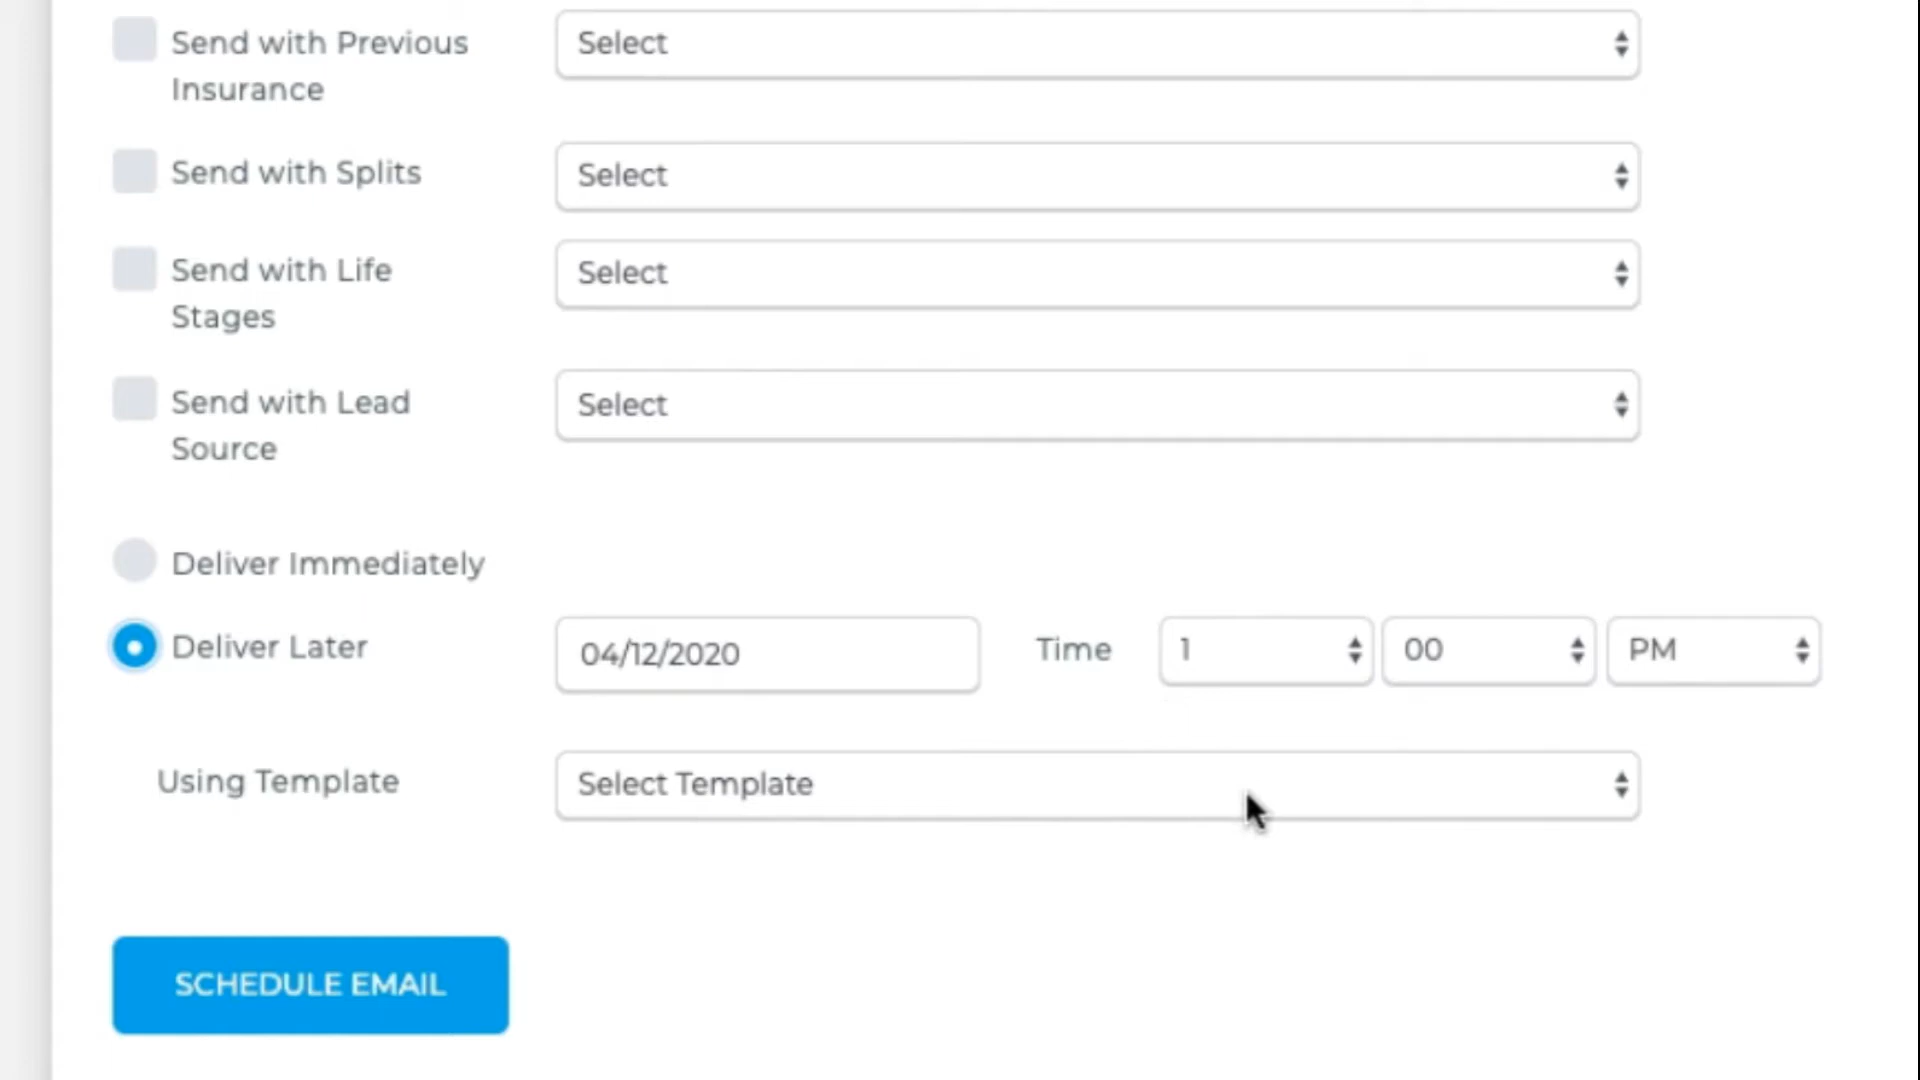 Send with Previous Select
Insurance
Send with Splits Select
Send with Life Select
Stages
Send with Lead Select
Source
Deliver Immediately
Deliver Later 04/12/2020 Time 1 00 PM
Using Template Select Template
SCHEDULE EMAIL